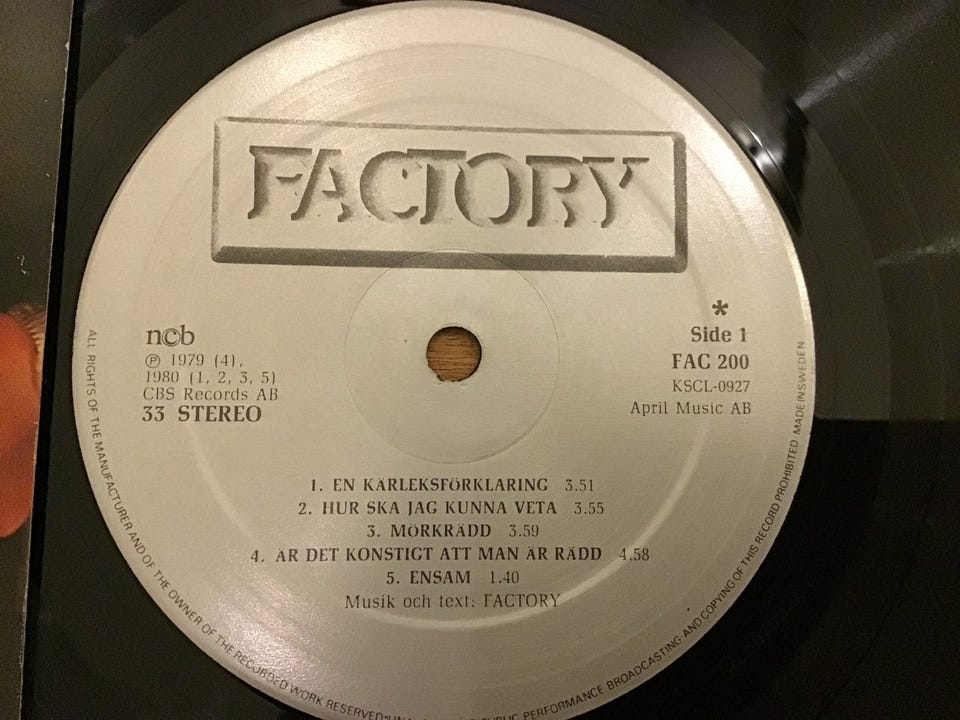 FACTORY
ncb
℗ 1979 (4),
1980 (1, 2, 3, 5)
CBS Records AB
33 STEREO
*
Side 1
FAC 200
KSCL-0927
April Music AB
1. EN KÄRLEKSFÖRKLARING 3.51
2. HUR SKA JAG KUNNA VETA 3.55
3. MÖRKRÄDD 3.59
4. ÄR DET KONSTIGT ATT MAN ÄR RÄDD 4.58
5. ENSAM 1.40
Musik och text: FACTORY
ALL RIGHTS OF THE MANUFACTURER AND OF THE OWNER OF THE RECORDED WORK RESERVED PUBLIC PERFORMANCE BROADCASTING AND COPYING OF THIS RECORD PROHIBITED MADE IN SWEDEN